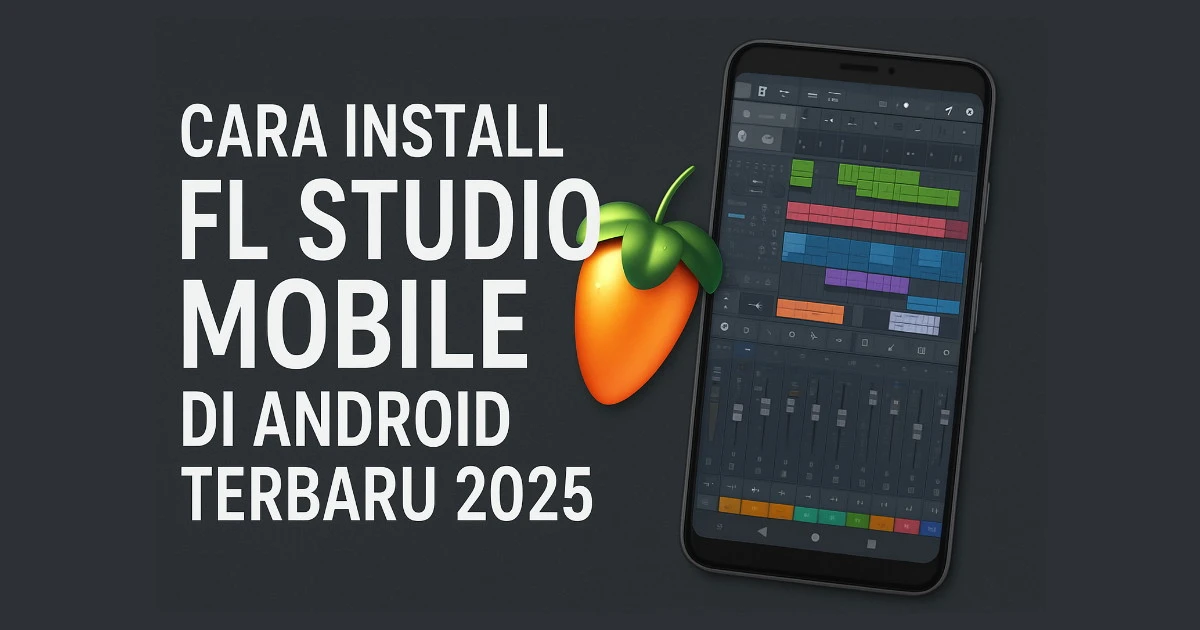 CARA INSTALL
FL STUDIO
MOBILE
DI ANDROID
TERBARU 2025